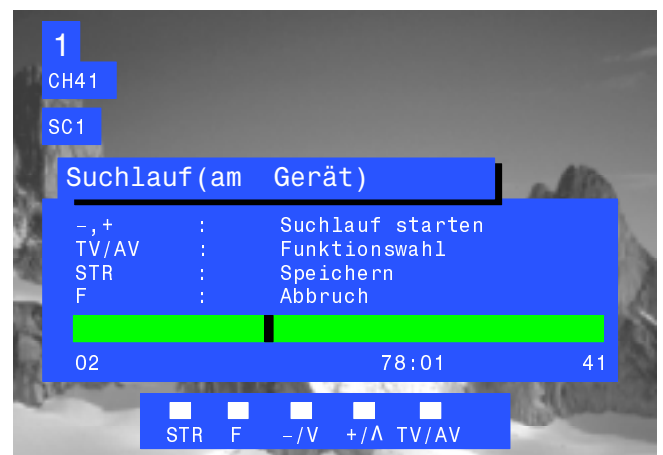 1
CH41
SC1
Suchlauf(am Gerät)
–,+ : Suchlauf starten
TV/AV : Funktionswahl
STR : Speichern
F : Abbruch
02 78:01 41
STR F –/V +/Λ TV/AV